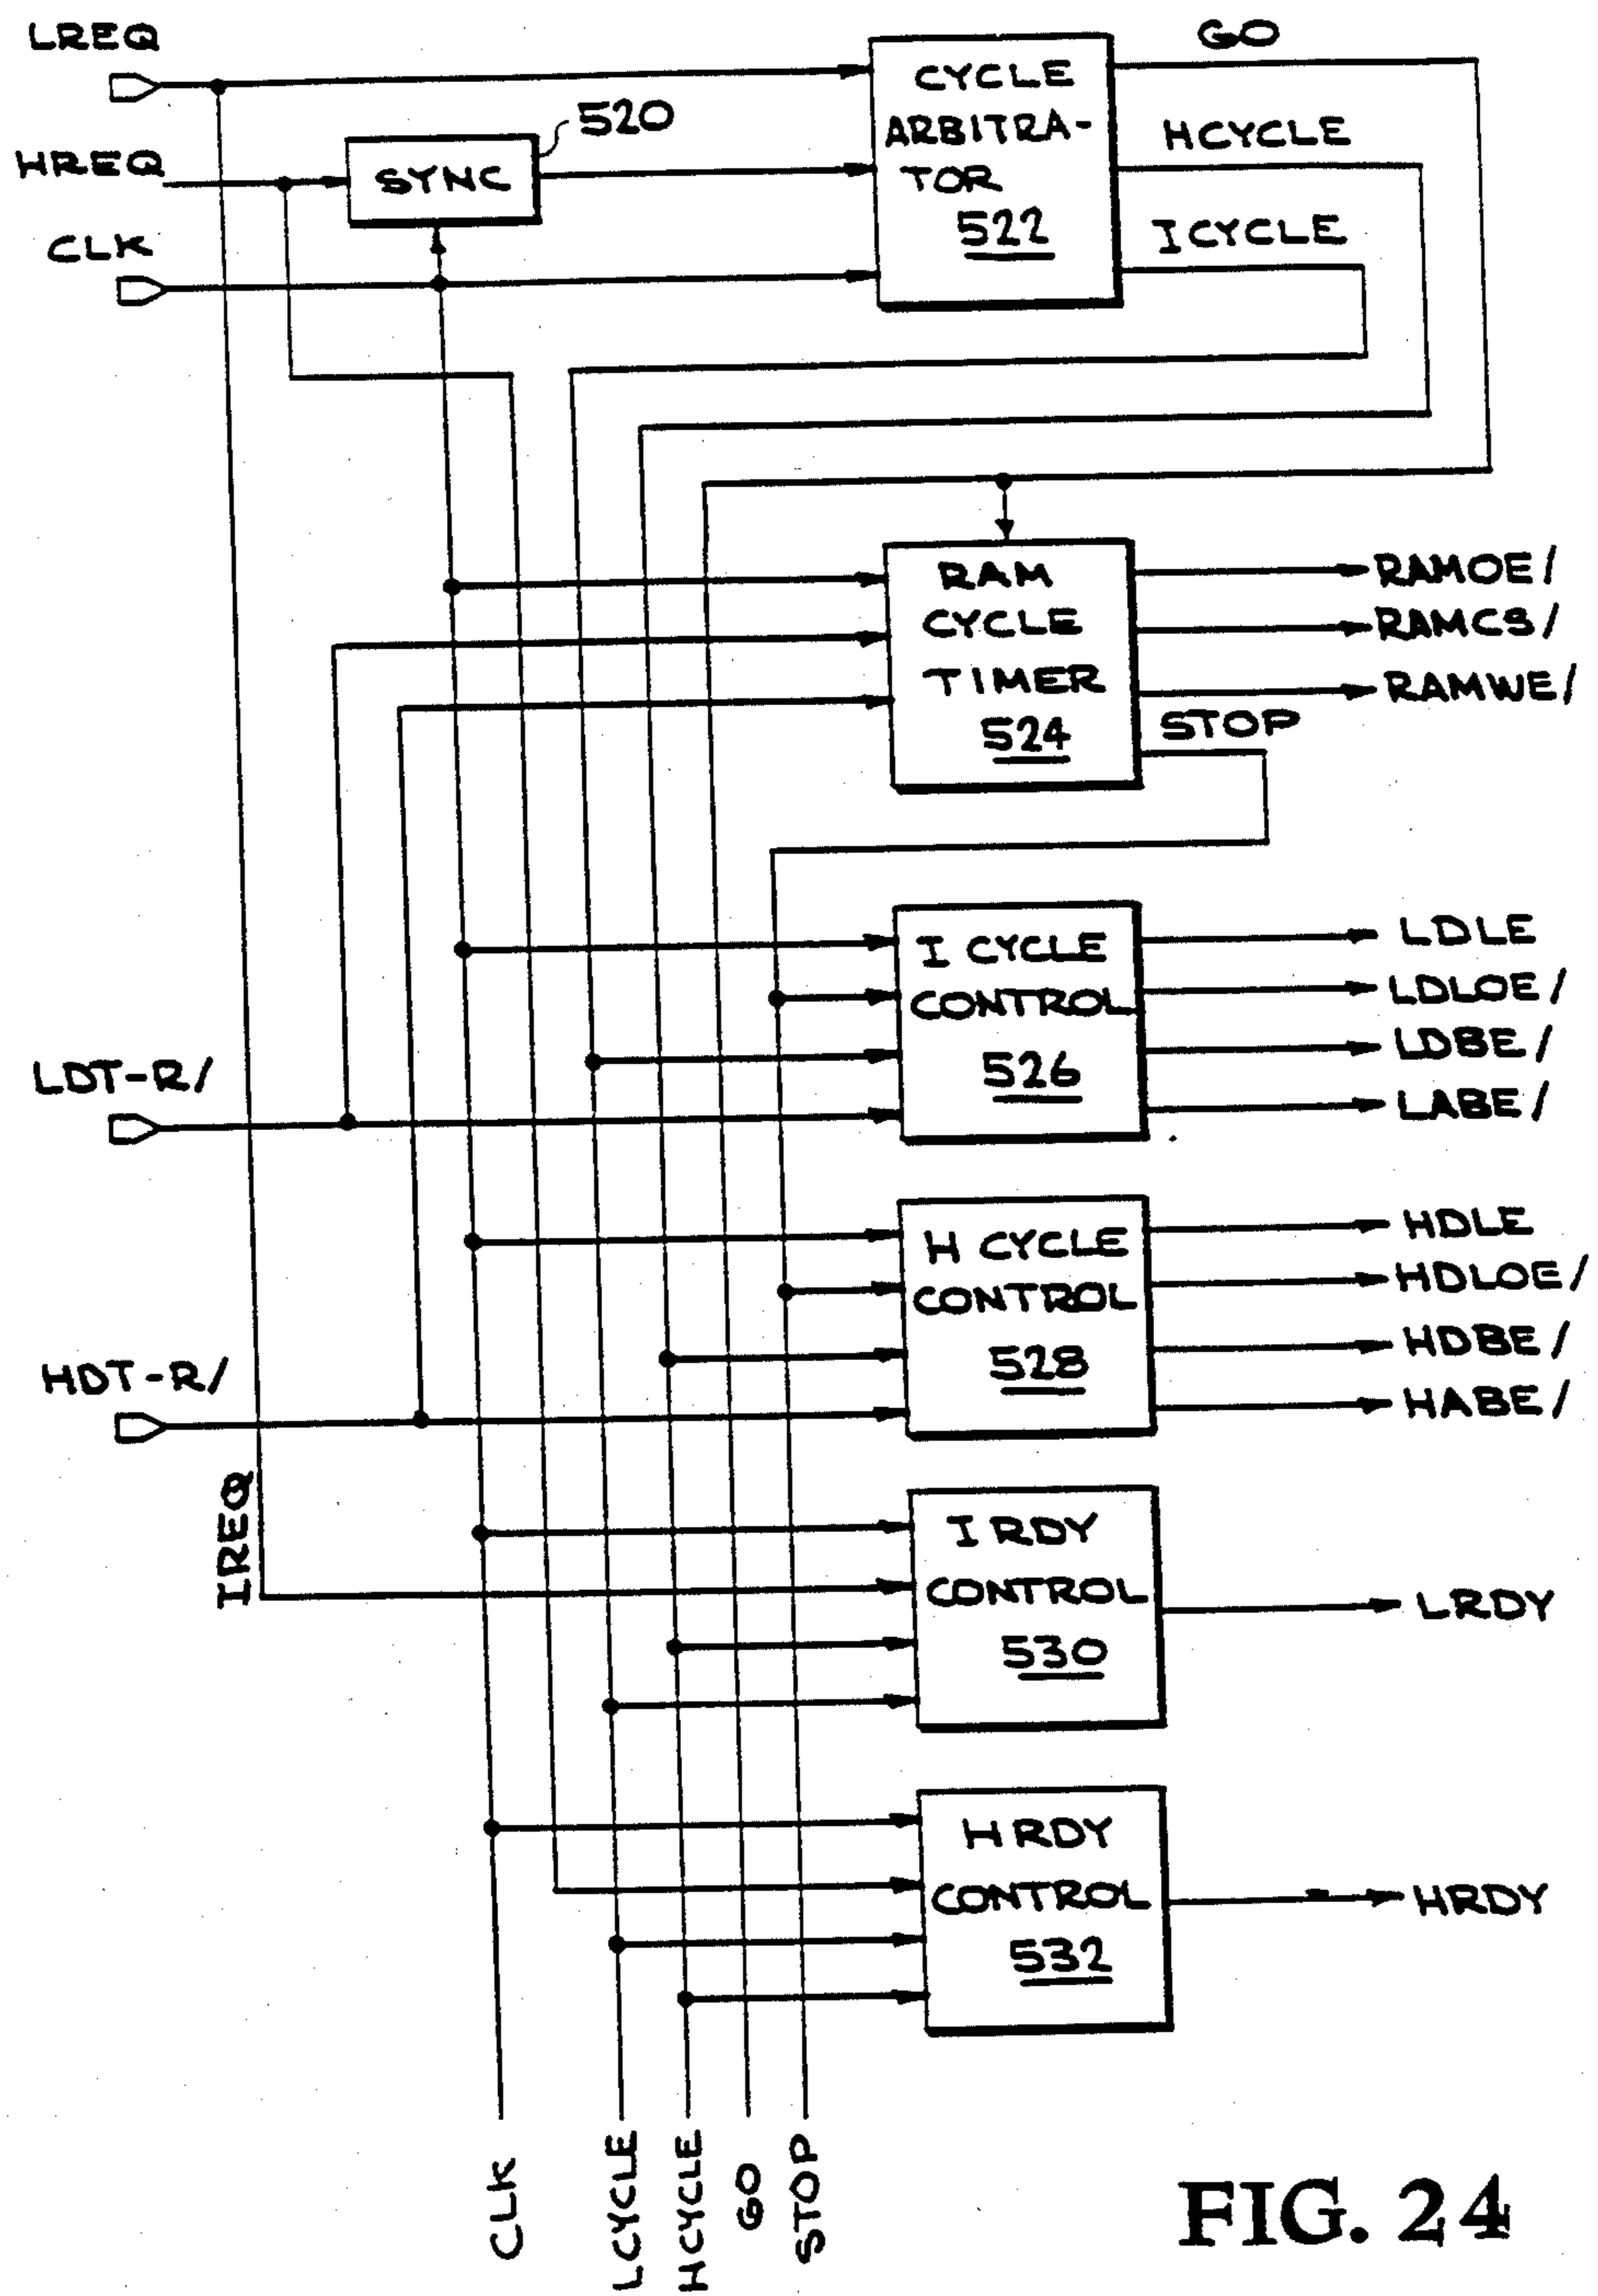 LREQ
HREQ
CLK
SYNC
520
CYCLE
ARBITRA-
TOR
522
GO
HCYCLE
ICYCLE
RAM
CYCLE
TIMER
524
RAMOE/
RAMCS/
RAMWE/
STOP
I CYCLE
CONTROL
526
LDLE
LDLOE/
LDBE/
LABE/
LDT-R/
H CYCLE
CONTROL
528
HDLE
HDLOE/
HDBE/
HABE/
HDT-R/
IREQ
I RDY
CONTROL
530
LRDY
H RDY
CONTROL
532
HRDY
CLK
LCYCLE
HCYCLE
GO
STOP
FIG. 24